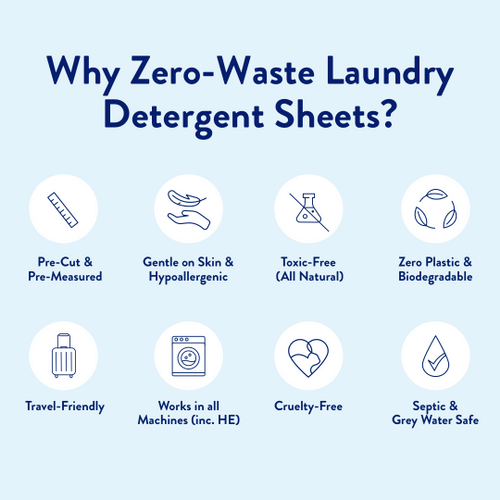 Why Zero-Waste Laundry
Detergent Sheets?
Pre-Cut &
Pre-Measured
Gentle on Skin &
Hypoallergenic
Toxic-Free
(All Natural)
Zero Plastic &
Biodegradable
Travel-Friendly
Works in all
Machines (inc. HE)
Cruelty-Free
Septic &
Grey Water Safe